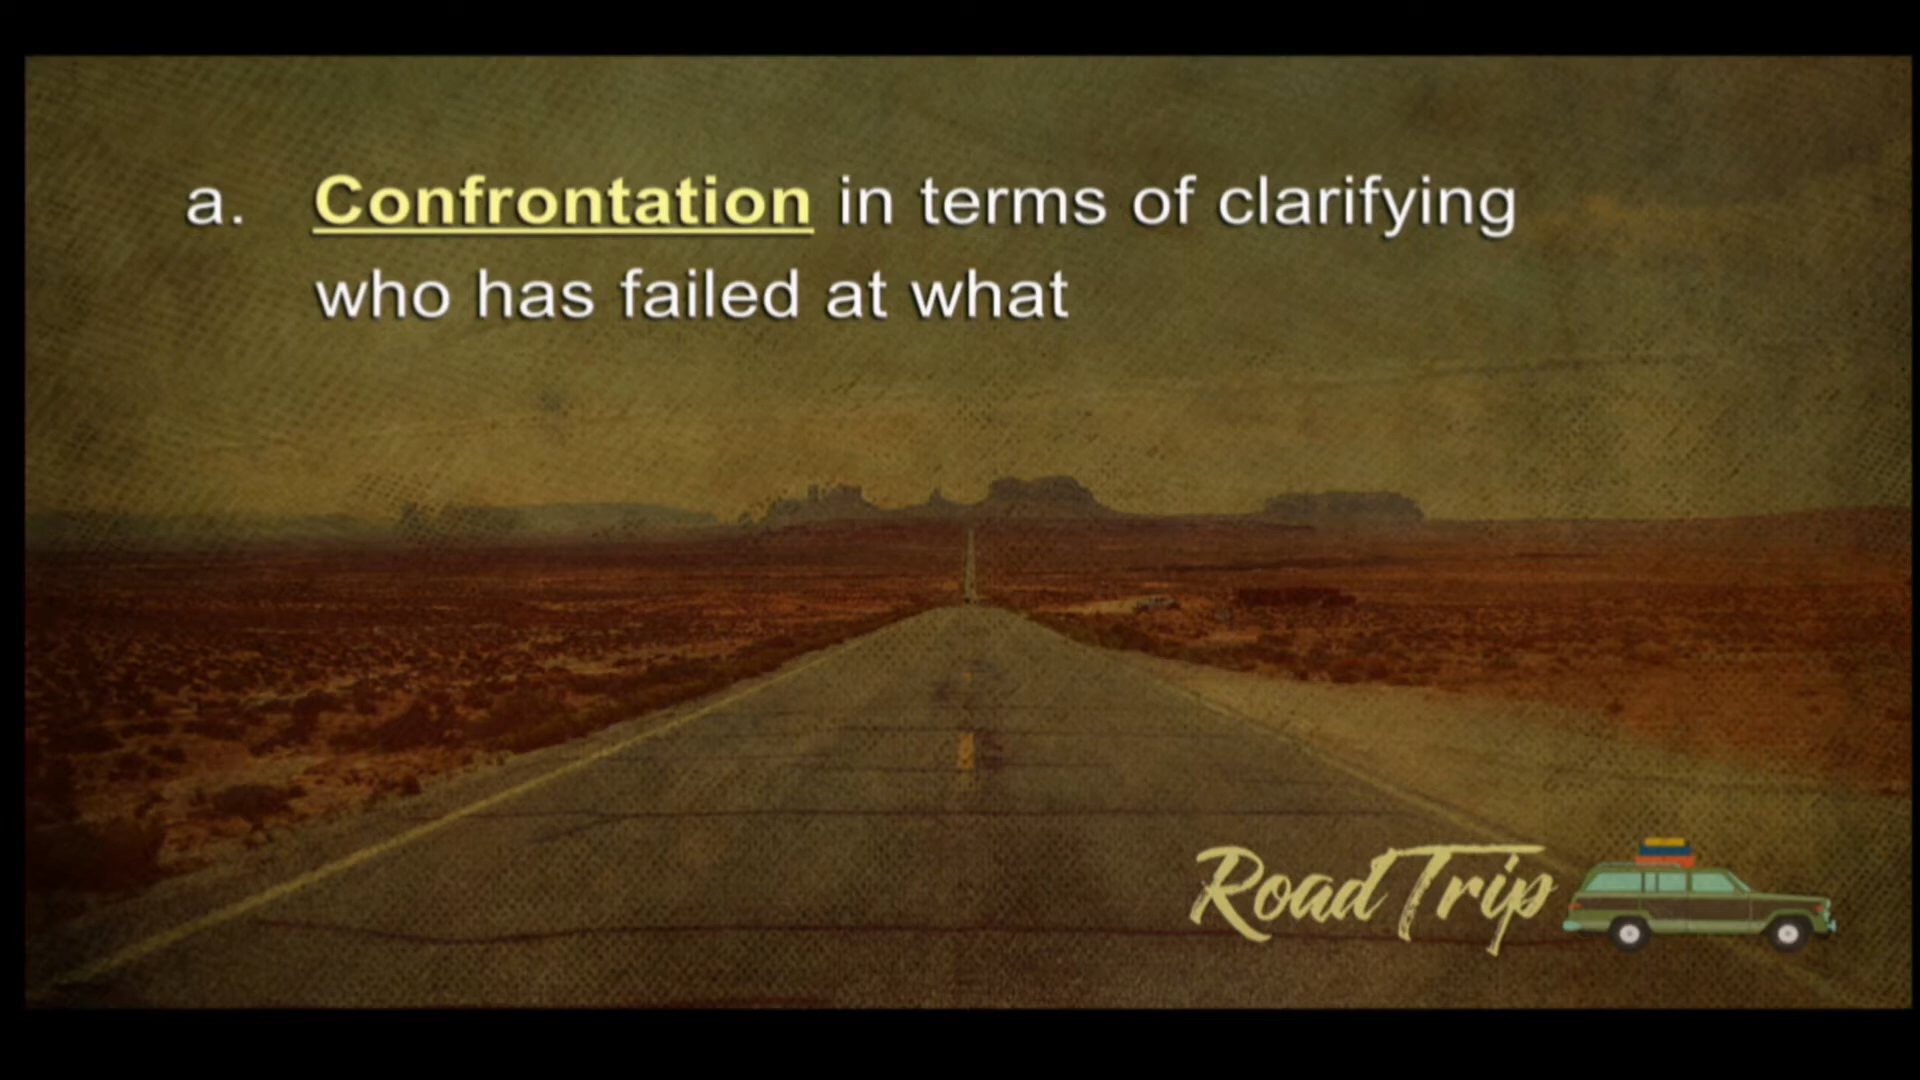 a. Confrontation in terms of clarifying
who has failed at what
Road Trip